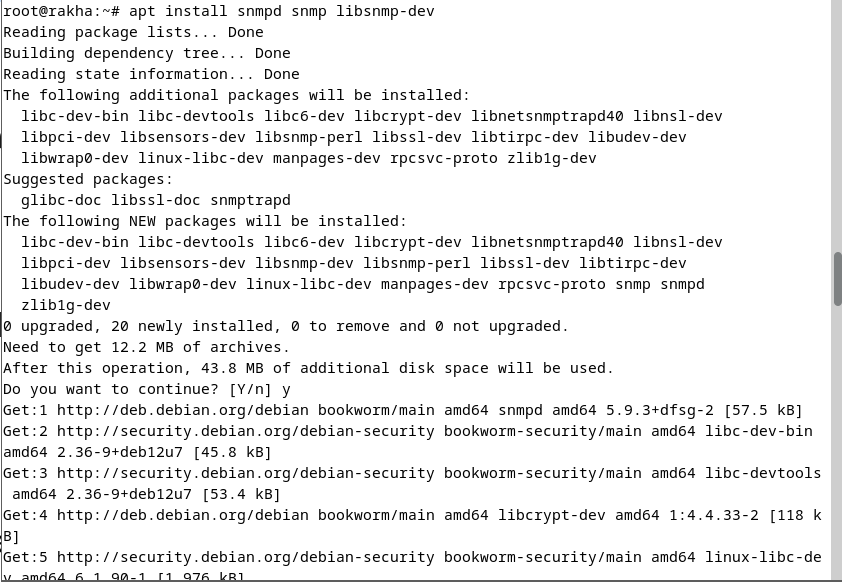 root@rakha:~# apt install snmpd snmp libsnmp-dev
Reading package lists... Done
Building dependency tree... Done
Reading state information... Done
The following additional packages will be installed:
  libc-dev-bin libc-devtools libc6-dev libcrypt-dev libnetsnmptrapd40 libnsl-dev
  libpci-dev libsensors-dev libsnmp-perl libssl-dev libtirpc-dev libudev-dev
  libwrap0-dev linux-libc-dev manpages-dev rpcsvc-proto zlib1g-dev
Suggested packages:
  glibc-doc libssl-doc snmptrapd
The following NEW packages will be installed:
  libc-dev-bin libc-devtools libc6-dev libcrypt-dev libnetsnmptrapd40 libnsl-dev
  libpci-dev libsensors-dev libsnmp-dev libsnmp-perl libssl-dev libtirpc-dev
  libudev-dev libwrap0-dev linux-libc-dev manpages-dev rpcsvc-proto snmp snmpd
  zlib1g-dev
0 upgraded, 20 newly installed, 0 to remove and 0 not upgraded.
Need to get 12.2 MB of archives.
After this operation, 43.8 MB of additional disk space will be used.
Do you want to continue? [Y/n] y
Get:1 http://deb.debian.org/debian bookworm/main amd64 snmpd amd64 5.9.3+dfsg-2 [57.5 kB]
Get:2 http://security.debian.org/debian-security bookworm-security/main amd64 libc-dev-bin
amd64 2.36-9+deb12u7 [45.8 kB]
Get:3 http://security.debian.org/debian-security bookworm-security/main amd64 libc-devtools
 amd64 2.36-9+deb12u7 [53.4 kB]
Get:4 http://deb.debian.org/debian bookworm/main amd64 libcrypt-dev amd64 1:4.4.33-2 [118 k
B]
Get:5 http://security.debian.org/debian-security bookworm-security/main amd64 linux-libc-de
v amd64 6.1.90-1 [1,976 kB]